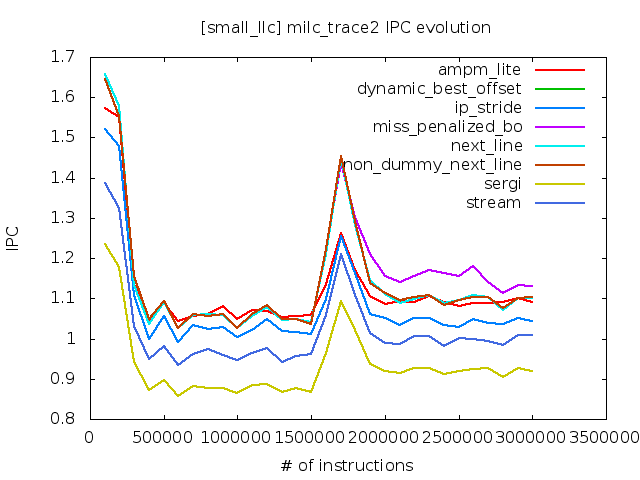 [small_llc] milc_trace2 IPC evolution
1.7
1.6
1.5
1.4
1.3
1.2
1.1
1
0.9
0.8
IPC
ampm_lite
dynamic_best_offset
ip_stride
miss_penalized_bo
next_line
non_dummy_next_line
sergi
stream
0 500000 1000000 1500000 2000000 2500000 3000000 3500000
# of instructions